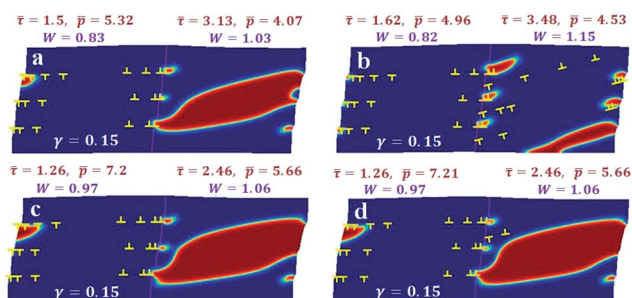 τ̄ = 1.5, p̄ = 5.32 τ̄ = 3.13, p̄ = 4.07
W = 0.83 W = 1.03
a
γ = 0.15
τ̄ = 1.62, p̄ = 4.96 τ̄ = 3.48, p̄ = 4.53
W = 0.82 W = 1.15
b
γ = 0.15
τ̄ = 1.26, p̄ = 7.2 τ̄ = 2.46, p̄ = 5.66
W = 0.97 W = 1.06
c
γ = 0.15
τ̄ = 1.26, p̄ = 7.21 τ̄ = 2.46, p̄ = 5.66
W = 0.97 W = 1.06
d
γ = 0.15